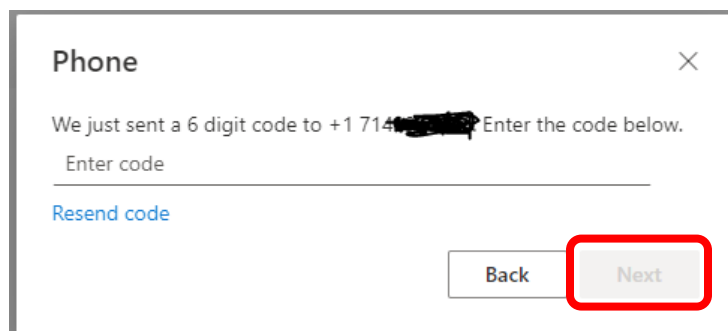 Phone
We just sent a 6 digit code to +1 714 Enter the code below.
Enter code
Resend code
Back Next